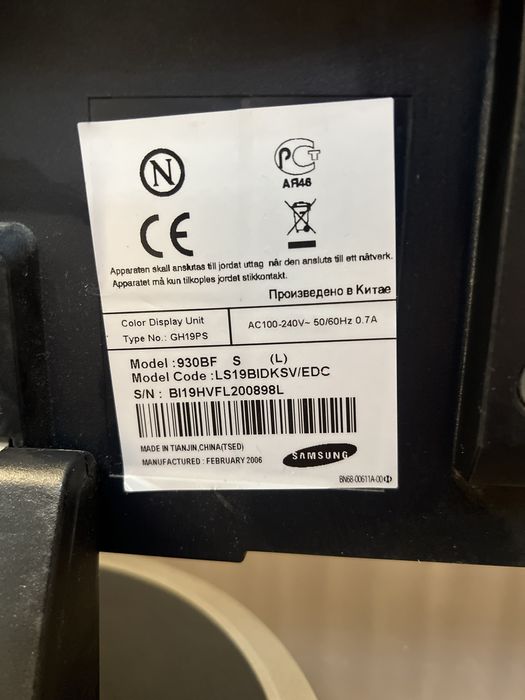 N
РСТ
АЯ46
CE
Apparaten skall anslutas till jordat uttag när den ansluts till ett nätverk.
Apparatet må kun tilkoples jordet stikkontakt.
Произведено в Китае
Color Display Unit
Type No.: GH19PS
AC100-240V~ 50/60Hz 0.7A
Model :930BF S (L)
Model Code :LS19BIDKSV/EDC
S/N : BI19HVFL200898L
MADE IN TIANJIN,CHINA(TSED)
MANUFACTURED : FEBRUARY 2006
SAMSUNG
BN68-00611A-00